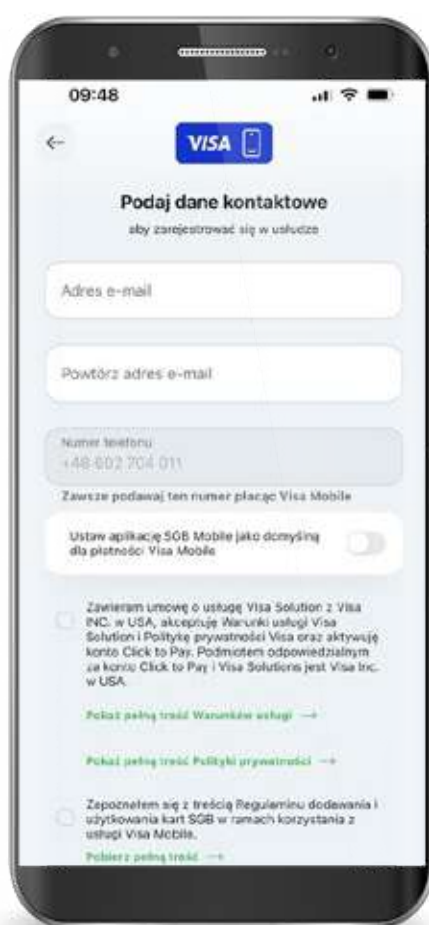 09:48
VISA
Podaj dane kontaktowe
aby zarejestrować się w usłudze
Adres e-mail
Powtórz adres e-mail
Numer telefonu
+48 602 704 011
Zawsze podawaj ten numer płacąc Visa Mobile
Ustaw aplikację SGB Mobile jako domyślną
dla płatności Visa Mobile
Zawieram umowę o usługę Visa Solution z Visa
INC. w USA, akceptuję Warunki usługi Visa
Solution i Politykę prywatności Visa oraz aktywuję
konto Click to Pay. Podmiotem odpowiedzialnym
za konto Click to Pay i Visa Solutions jest Visa Inc.
w USA.
Pokaż pełną treść Warunków usługi →
Pokaż pełną treść Polityki prywatności →
Zapoznałem się z treścią Regulaminu dodawania i
użytkowania kart SGB w ramach korzystania z
usługi Visa Mobile.
Pobierz pełną treść →